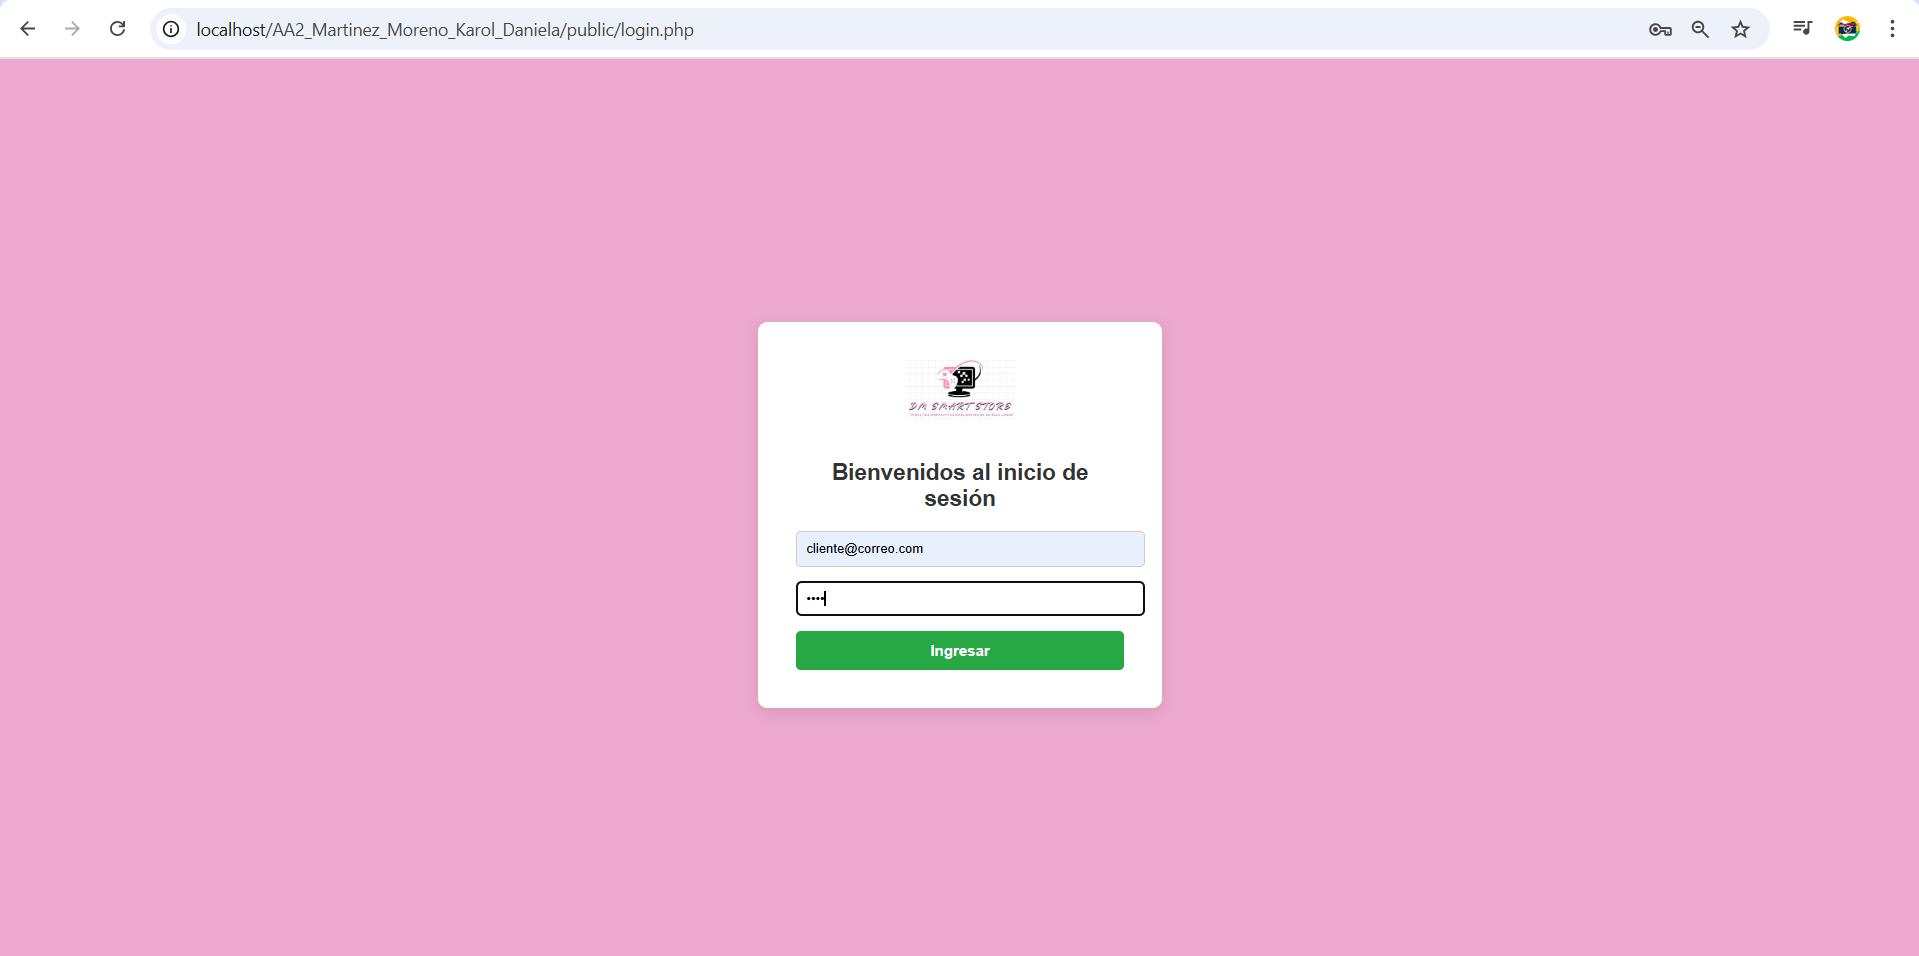 localhost/AA2_Martinez_Moreno_Karol_Daniela/public/login.php
DM SMART STORE
Bienvenidos al inicio de
sesión
cliente@correo.com
••••
Ingresar